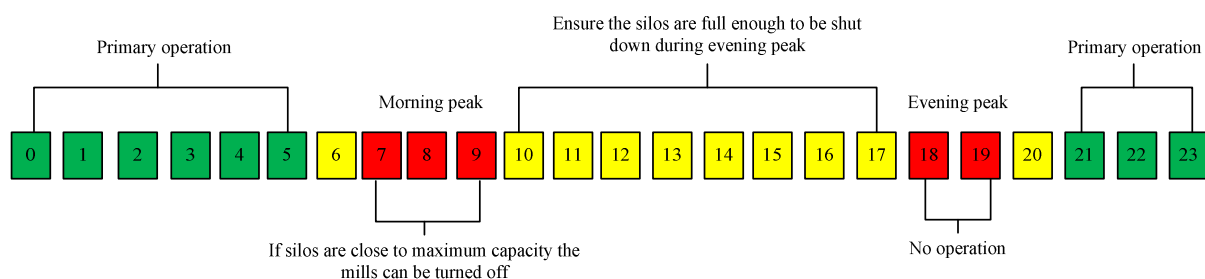 Ensure the silos are full enough to be shut
down during evening peak
Primary operation
Primary operation
Morning peak
Evening peak
0 1 2 3 4 5 6 7 8 9 10 11 12 13 14 15 16 17 18 19 20 21 22 23
If silos are close to maximum capacity the
mills can be turned off
No operation